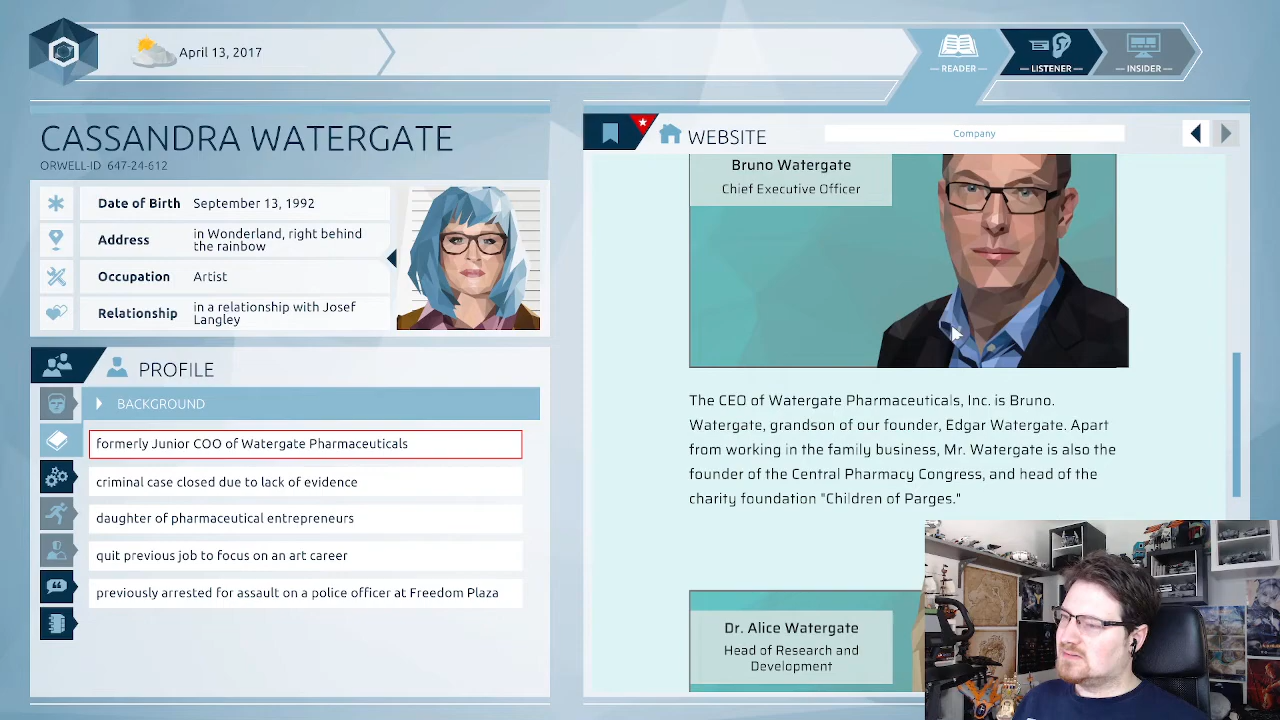 April 13, 2017
READER
LISTENER
INSIDER
CASSANDRA WATERGATE
ORWELL-ID 647-24-612
Date of Birth September 13, 1992
Address in Wonderland, right behind
the rainbow
Occupation Artist
Relationship in a relationship with Josef
Langley
PROFILE
BACKGROUND
formerly Junior COO of Watergate Pharmaceuticals
criminal case closed due to lack of evidence
daughter of pharmaceutical entrepreneurs
quit previous job to focus on an art career
previously arrested for assault on a police officer at Freedom Plaza
WEBSITE
Company
Bruno Watergate
Chief Executive Officer
The CEO of Watergate Pharmaceuticals, Inc. is Bruno.
Watergate, grandson of our founder, Edgar Watergate. Apart
from working in the family business, Mr. Watergate is also the
founder of the Central Pharmacy Congress, and head of the
charity foundation "Children of Parges."
Dr. Alice Watergate
Head of Research and
Development